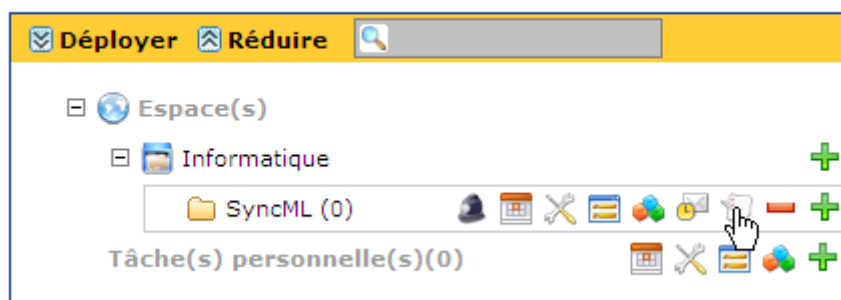 Déployer Réduire
Espace(s)
Informatique
SyncML (0)
Tâche(s) personnelle(s)(0)